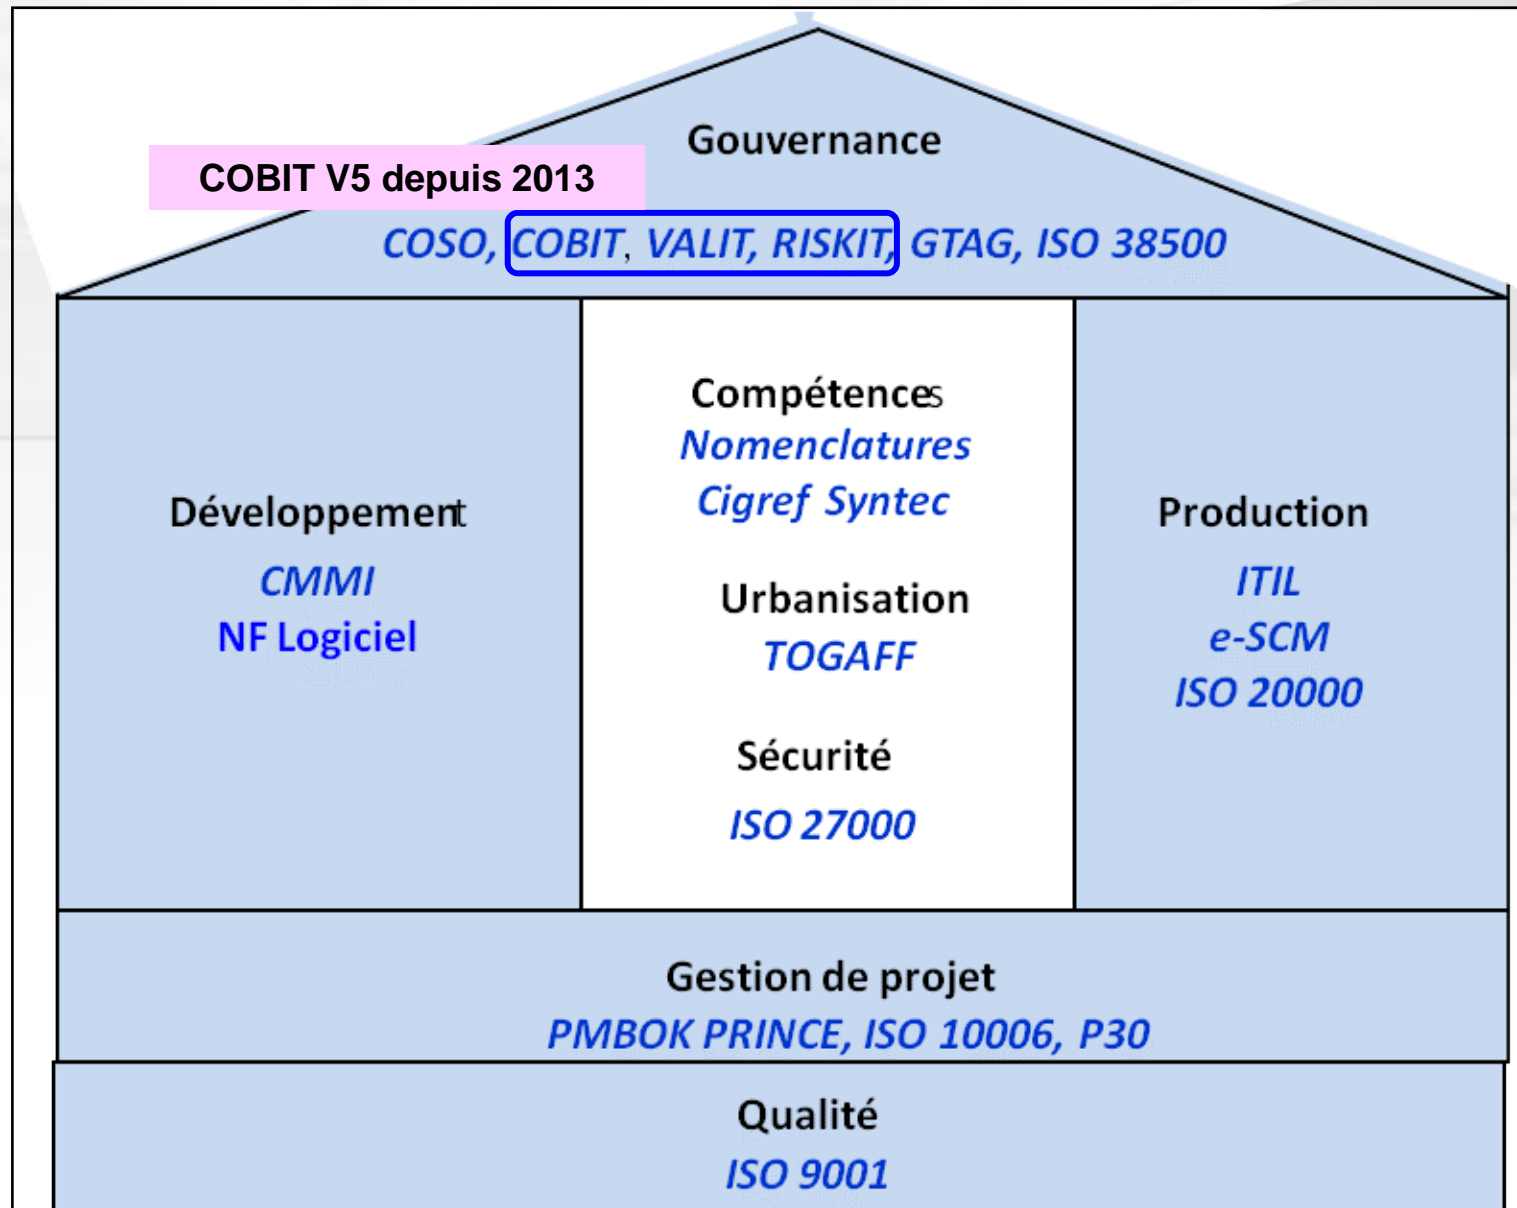 Gouvernance
COBIT V5 depuis 2013
COSO, COBIT, VALIT, RISKIT, GTAG, ISO 38500
Développement
CMMI
NF Logiciel
Compétences
Nomenclatures
Cigref Syntec
Urbanisation
TOGAFF
Sécurité
ISO 27000
Production
ITIL
e-SCM
ISO 20000
Gestion de projet
PMBOK PRINCE, ISO 10006, P30
Qualité
ISO 9001